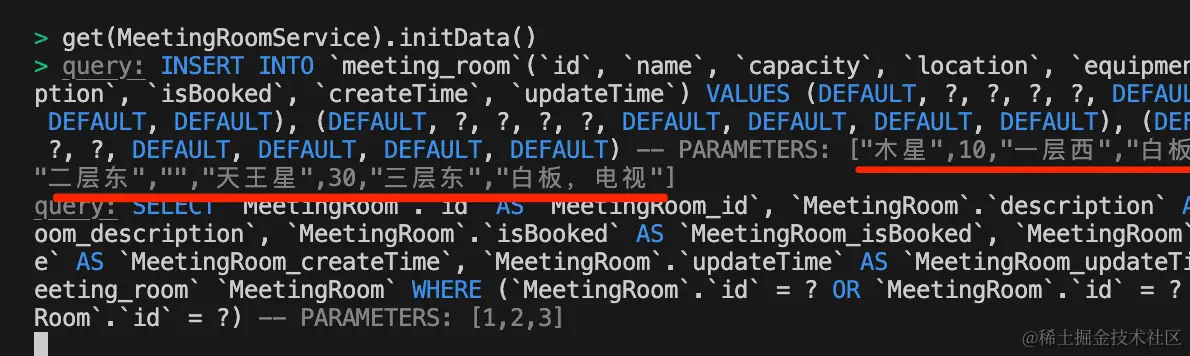 > get(MeetingRoomService).initData()
> query: INSERT INTO `meeting_room`(`id`, `name`, `capacity`, `location`, `equipmen
ption`, `isBooked`, `createTime`, `updateTime`) VALUES (DEFAULT, ?, ?, ?, ?, DEFAUL
DEFAULT, DEFAULT), (DEFAULT, ?, ?, ?, ?, DEFAULT, DEFAULT, DEFAULT, DEFAULT), (DEF
?, ?, DEFAULT, DEFAULT, DEFAULT, DEFAULT) -- PARAMETERS: ["木星",10,"一层西","白板
"二层东","","天王星",30,"三层东","白板，电视"]
query: SELECT `MeetingRoom`.`id` AS `MeetingRoom_id`, `MeetingRoom`.`description` A
oom_description`, `MeetingRoom`.`isBooked` AS `MeetingRoom_isBooked`, `MeetingRoom`
e` AS `MeetingRoom_createTime`, `MeetingRoom`.`updateTime` AS `MeetingRoom_updateTi
eeting_room` `MeetingRoom` WHERE (`MeetingRoom`.`id` = ? OR `MeetingRoom`.`id` = ?
Room`.`id` = ?) -- PARAMETERS: [1,2,3]
@稀土掘金技术社区